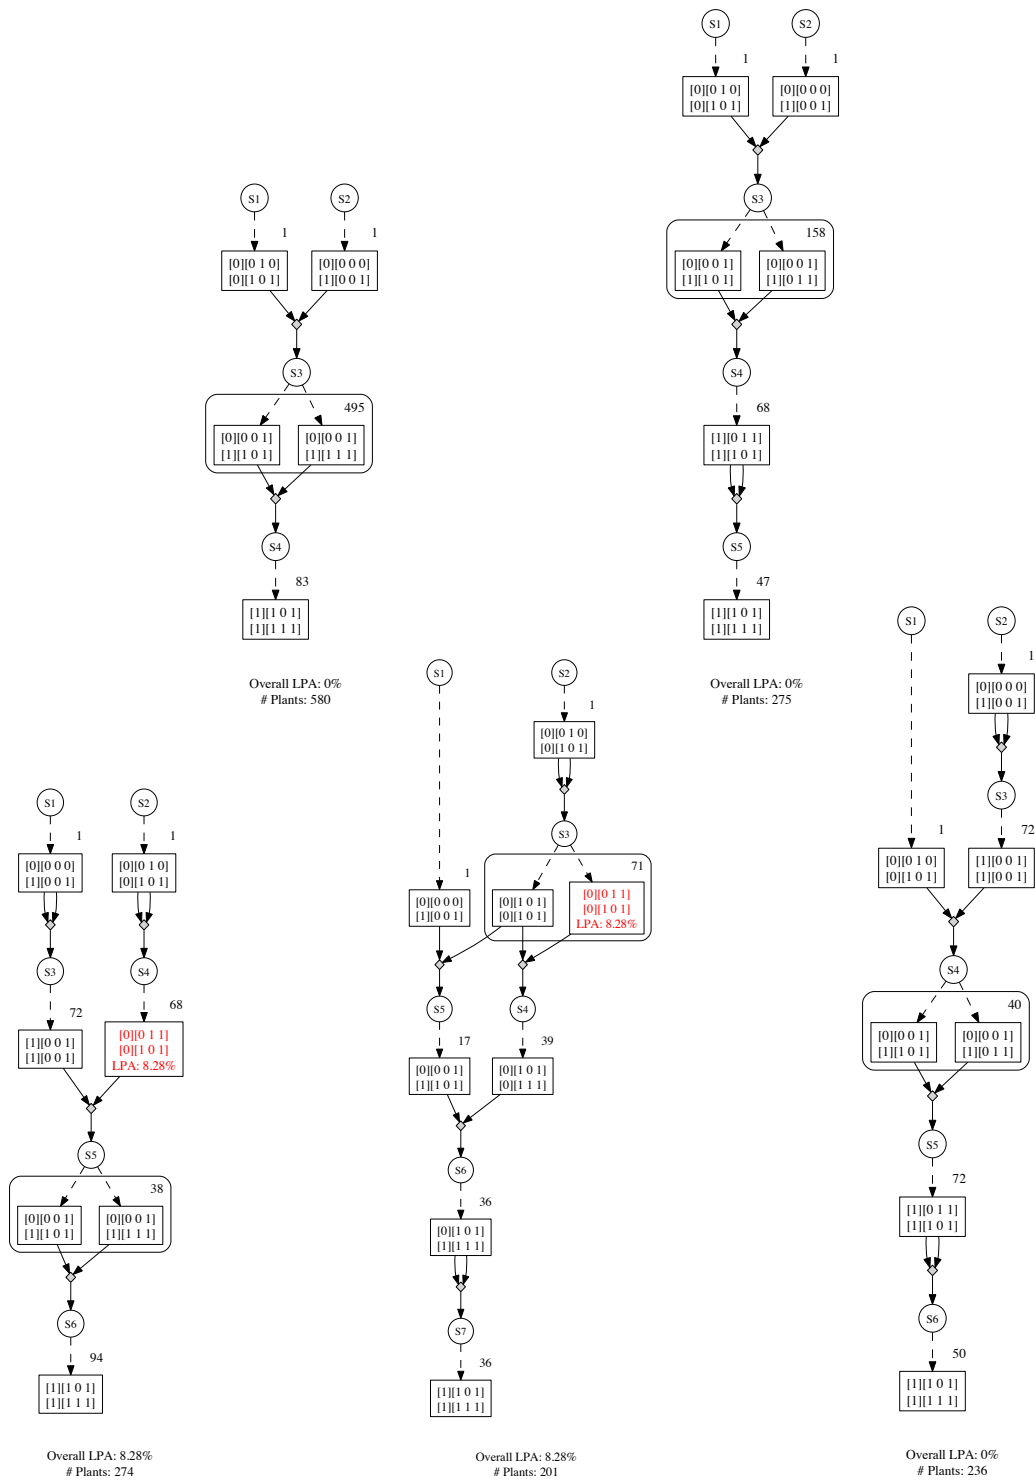 S1 S2
1 1
[0][0 1 0] [0][0 0 0]
[0][1 0 1] [1][0 0 1]
S3
495
[0][0 0 1] [0][0 0 1]
[1][1 0 1] [1][1 1 1]
S4
83
[1][1 0 1]
[1][1 1 1]
Overall LPA: 0%
# Plants: 580
S1 S2
1 1
[0][0 1 0] [0][0 0 0]
[0][1 0 1] [1][0 0 1]
S3
158
[0][0 0 1] [0][0 0 1]
[1][1 0 1] [1][0 1 1]
S4
68
[1][0 1 1]
[1][1 0 1]
S5
47
[1][1 0 1]
[1][1 1 1]
Overall LPA: 0%
# Plants: 275
S1 S2
1 1
[0][0 0 0] [0][0 1 0]
[1][0 0 1] [0][1 0 1]
S3 S4
72 68
[1][0 0 1] [0][0 1 1]
[1][0 0 1] [0][1 0 1]
LPA: 8.28%
S5
38
[0][0 0 1] [0][0 0 1]
[1][1 0 1] [1][1 1 1]
S6
94
[1][1 0 1]
[1][1 1 1]
Overall LPA: 8.28%
# Plants: 274
S1 S2
1
[0][0 1 0]
[0][1 0 1]
S3
1 71
[0][0 0 0] [0][1 0 1] [0][0 1 1]
[1][0 0 1] [0][1 0 1] [0][1 0 1]
LPA: 8.28%
S5 S4
17 39
[0][0 0 1] [0][1 0 1]
[1][1 0 1] [0][1 1 1]
S6
36
[0][1 0 1]
[1][1 1 1]
S7
36
[1][1 0 1]
[1][1 1 1]
Overall LPA: 8.28%
# Plants: 201
S1 S2
1
[0][0 0 0]
[1][0 0 1]
S3
1 72
[0][0 1 0] [1][0 0 1]
[0][1 0 1] [1][0 0 1]
S4
40
[0][0 0 1] [0][0 0 1]
[1][1 0 1] [1][0 1 1]
S5
72
[1][0 1 1]
[1][1 0 1]
S6
50
[1][1 0 1]
[1][1 1 1]
Overall LPA: 0%
# Plants: 236